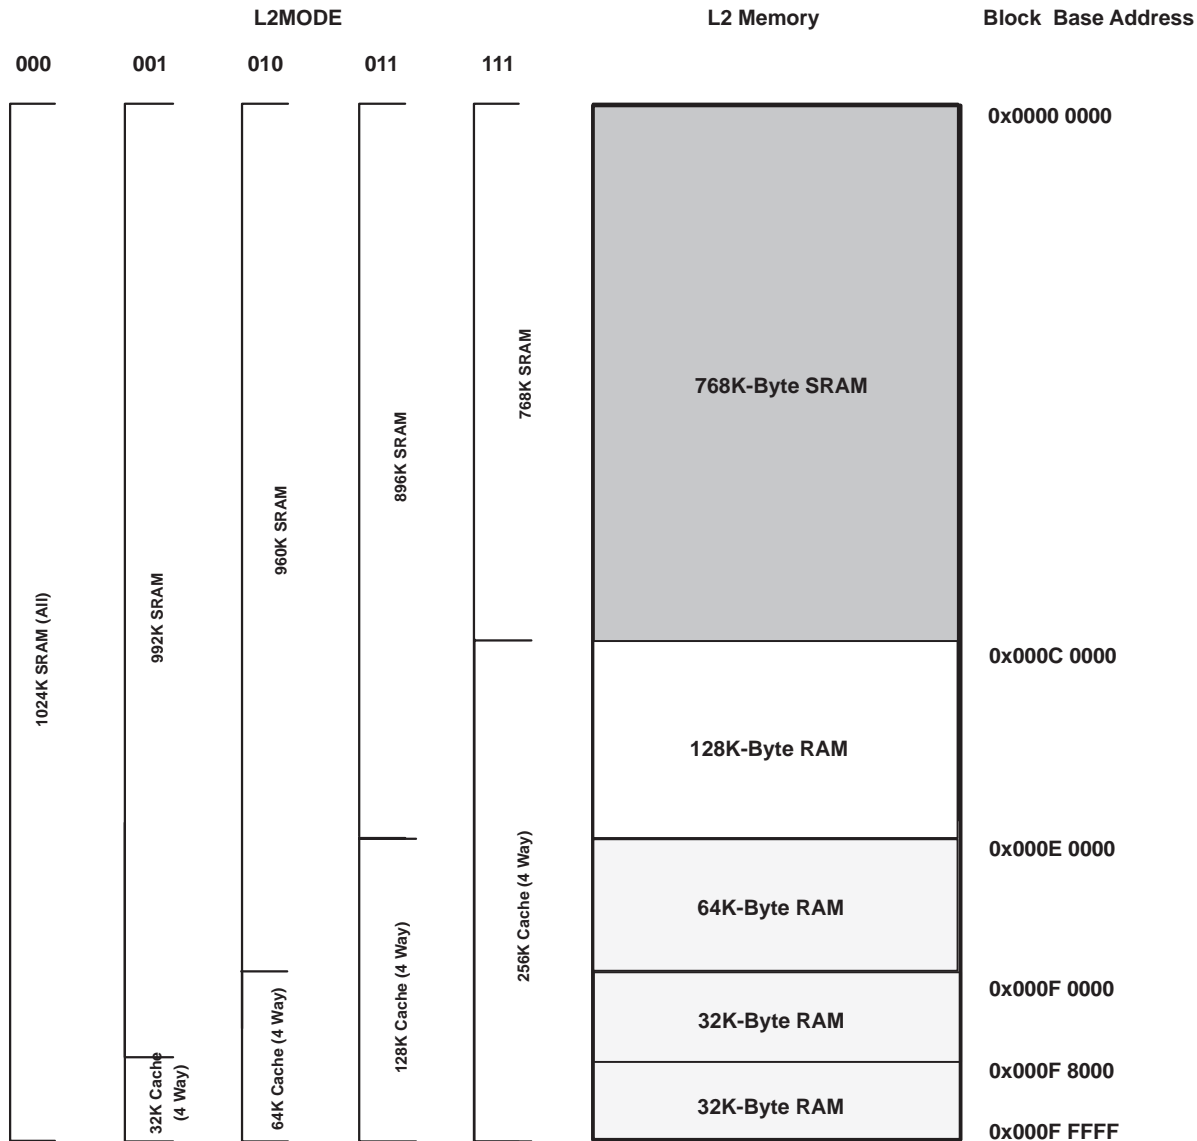 L2MODE L2 Memory Block Base Address
000 001 010 011 111
0x0000 0000
768K SRAM
768K-Byte SRAM
896K SRAM
960K SRAM
992K SRAM
1024K SRAM (All)
0x000C 0000
128K-Byte RAM
0x000E 0000
256K Cache (4 Way)
64K-Byte RAM
128K Cache (4 Way)
0x000F 0000
64K Cache (4 Way)
32K-Byte RAM
0x000F 8000
32K Cache
(4 Way)
32K-Byte RAM
0x000F FFFF